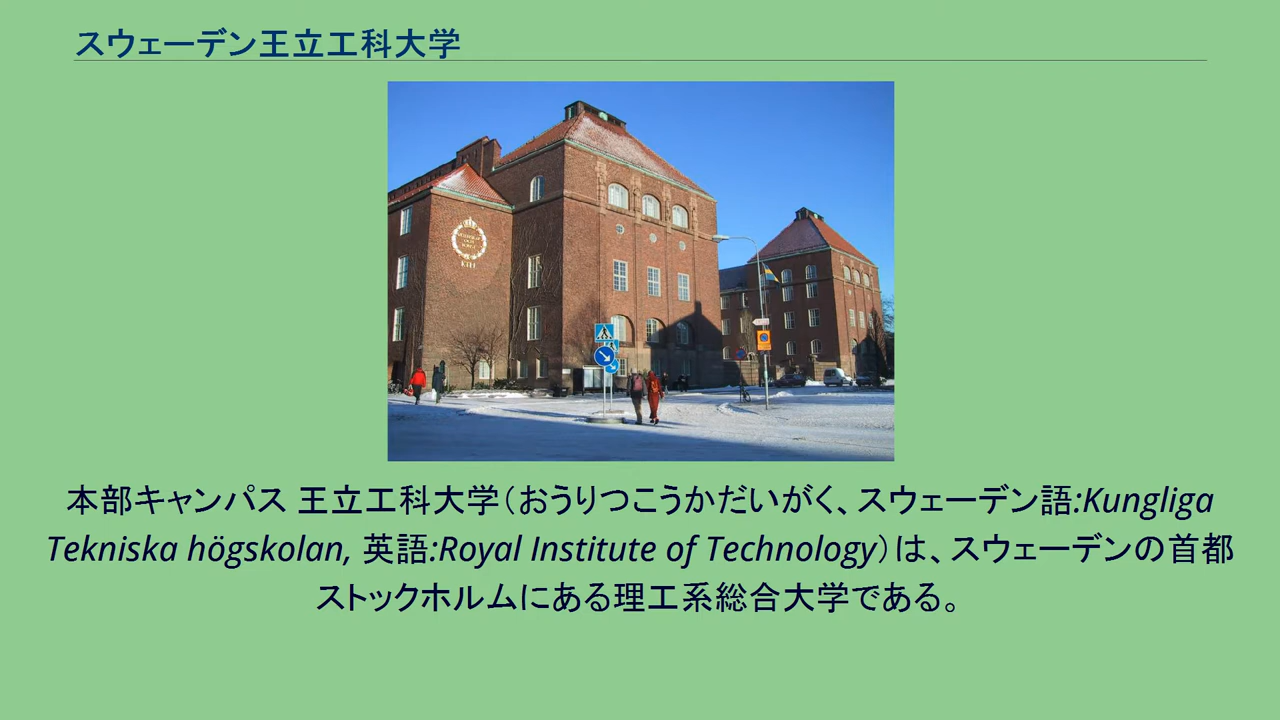 スウェーデン王立工科大学
KTH
本部キャンパス 王立工科大学(おうりつこうかだいがく、スウェーデン語:Kungliga
Tekniska högskolan, 英語:Royal Institute of Technology)は、スウェーデンの首都
ストックホルムにある理工系総合大学である。